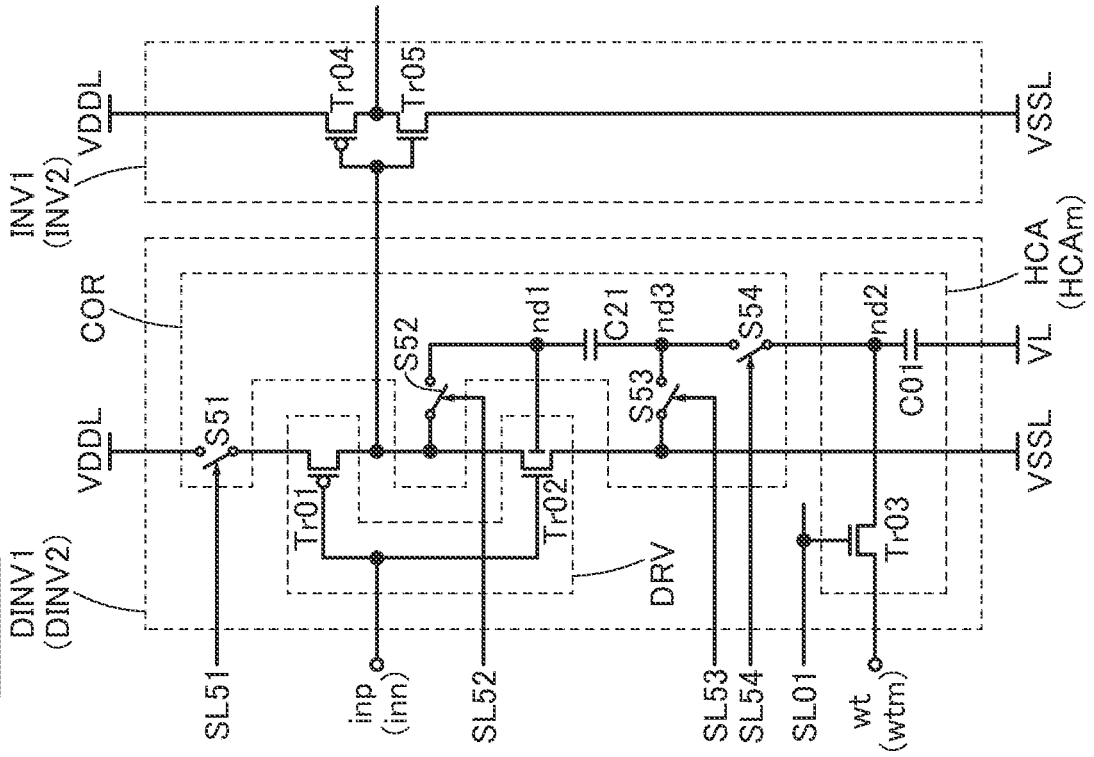 DINV1
(DINV2)
VDDL
COR
INV1
(INV2)
VDDL
SL51
S51
inp
(inn)
Tr01
Tr04
Tr05
S52
SL52
nd1
Tr02
C21
DRV
nd3
S53
SL53
SL54
S54
SL01
wt
(wtm)
Tr03
nd2
C01
HCA
(HCAm)
VSSL
VL
VSSL